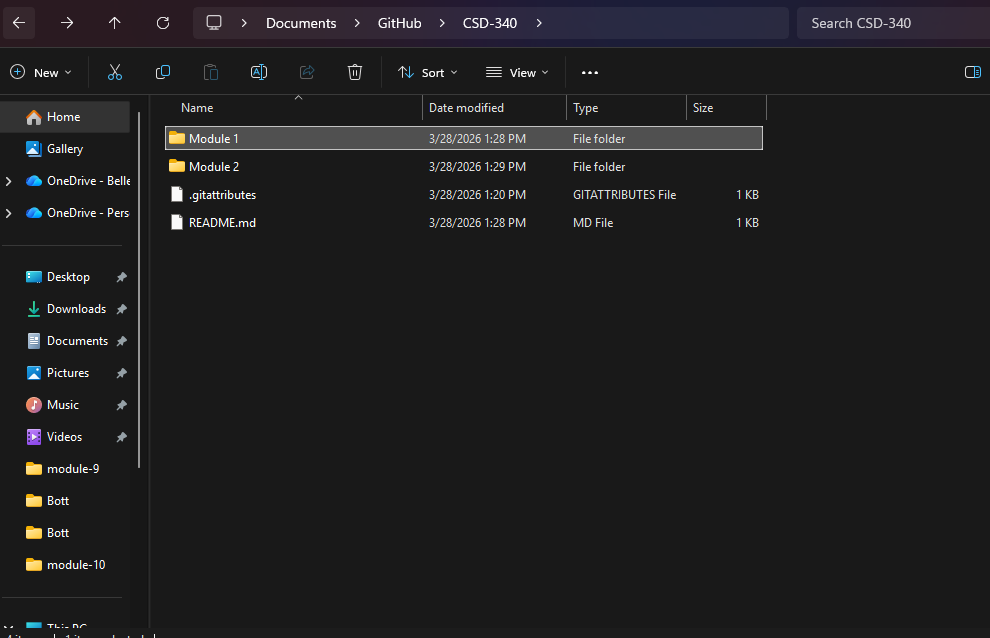 Documents > GitHub > CSD-340 >
Search CSD-340
New Sort View
Name Date modified Type Size
Home
Gallery
OneDrive - Belle
OneDrive - Pers
Desktop
Downloads
Documents
Pictures
Music
Videos
module-9
Bott
Bott
module-10
This PC
Module 1 3/28/2026 1:28 PM File folder
Module 2 3/28/2026 1:29 PM File folder
.gitattributes 3/28/2026 1:20 PM GITATTRIBUTES File 1 KB
README.md 3/28/2026 1:28 PM MD File 1 KB